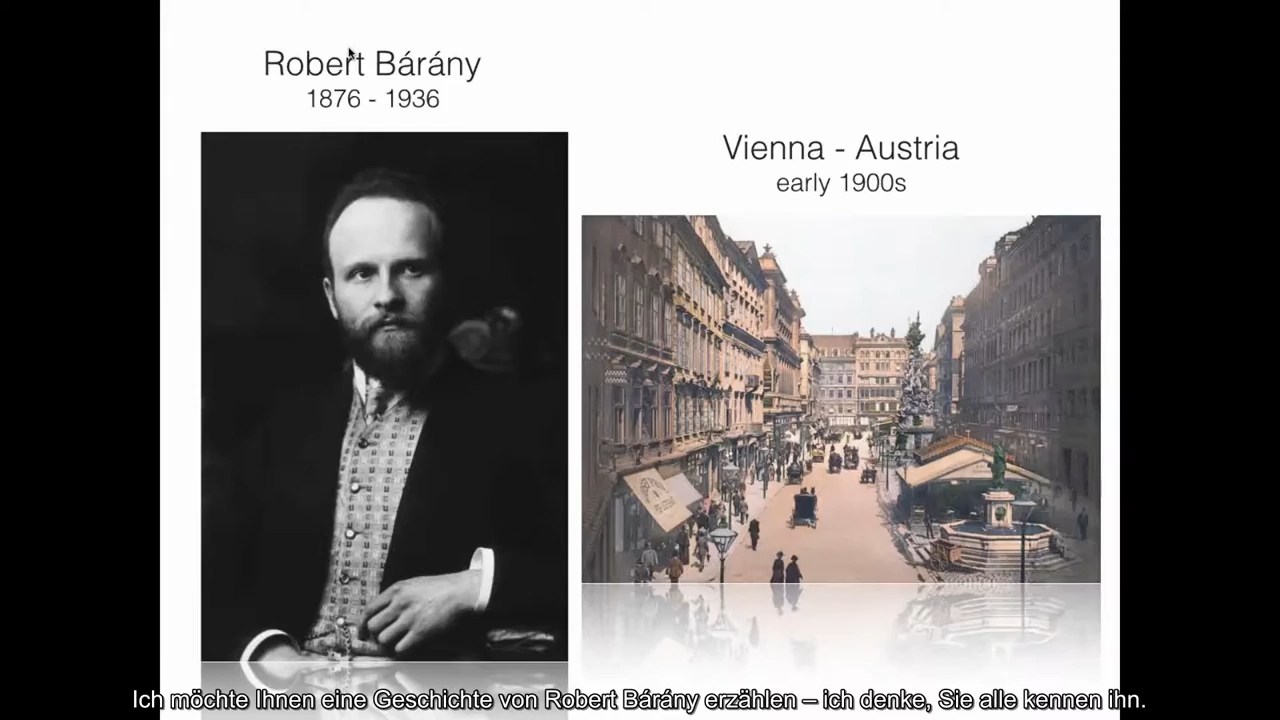 Robert Bárány
1876 - 1936
Vienna - Austria
early 1900s
Ich möchte Ihnen eine Geschichte von Robert Bárány erzählen – ich denke, Sie alle kennen ihn.